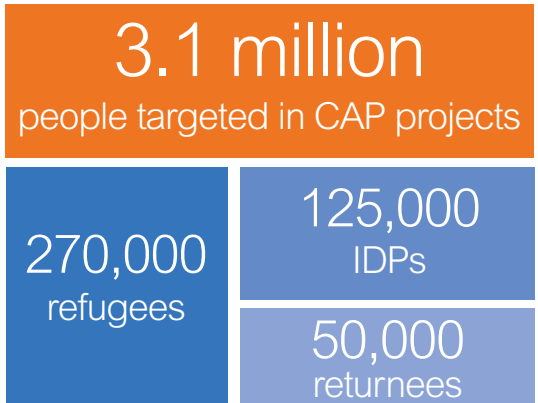 3.1 million
people targeted in CAP projects
270,000
refugees
125,000
IDPs
50,000
returnees